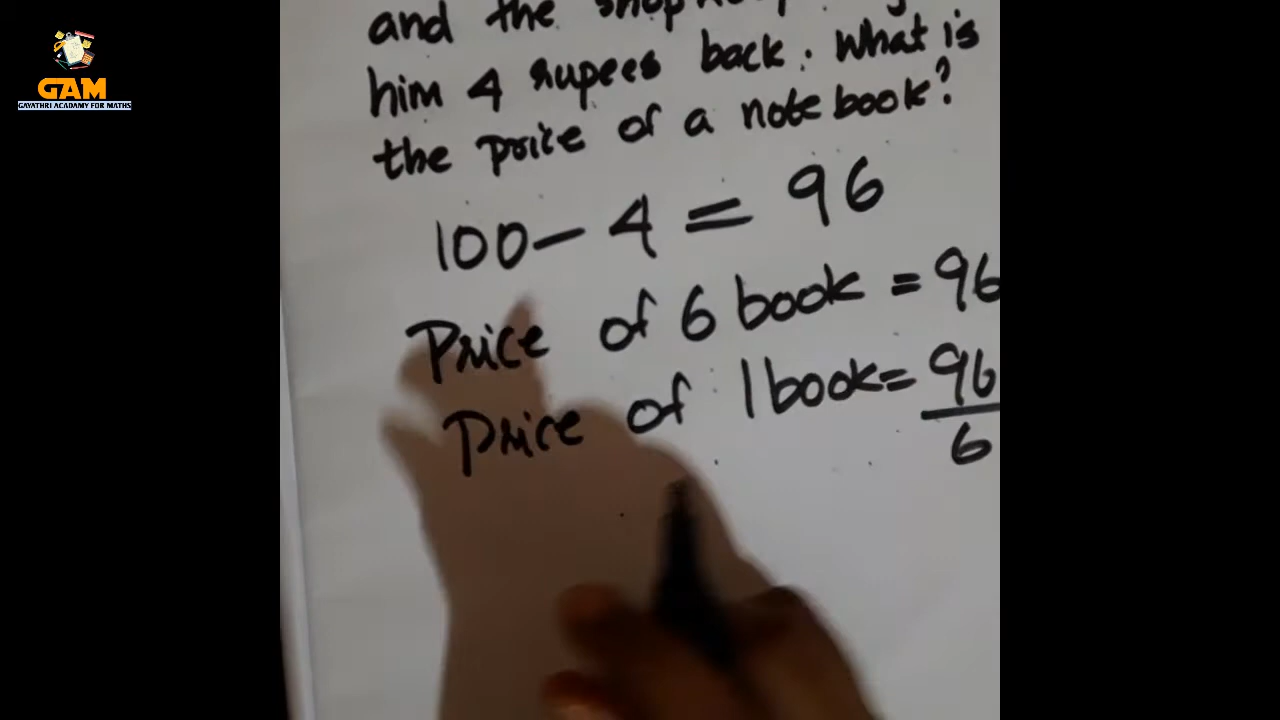 GAM
GAYATHRI ACADAMY FOR MATHS
and the
him 4 rupees back. What is
the price of a note book?
100 - 4 = 96
Price of 6 book = 96
Price of 1 book = 96/6